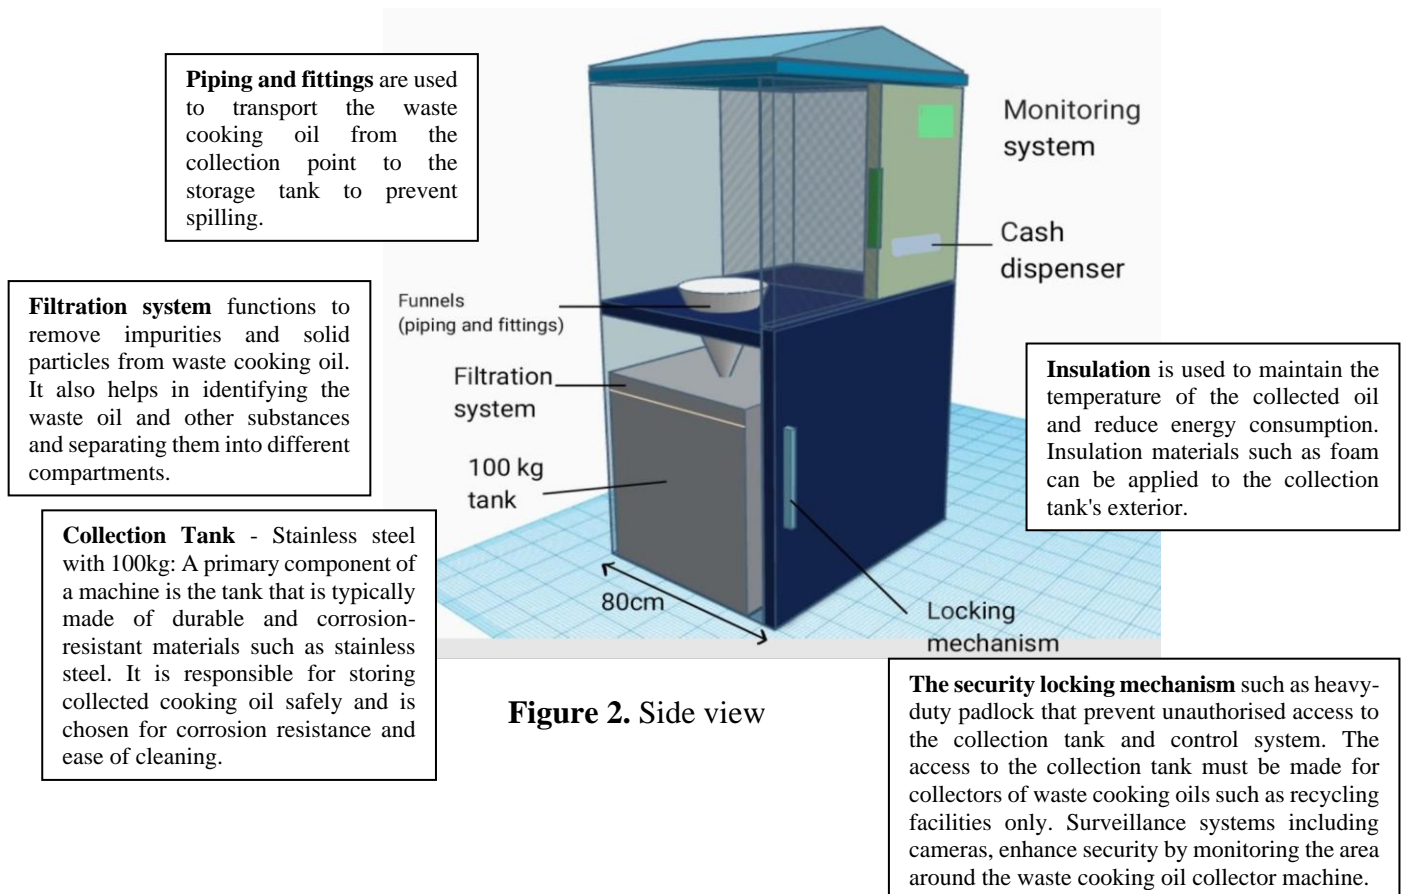 Piping and fittings are used
to transport the waste
cooking oil from the
collection point to the
storage tank to prevent
spilling.
Monitoring
system
Cash
dispenser
Filtration system functions to
remove impurities and solid
particles from waste cooking oil.
It also helps in identifying the
waste oil and other substances
and separating them into different
compartments.
Funnels
(piping and fittings)
Filtration
system
100 kg
tank
Insulation is used to maintain the
temperature of the collected oil
and reduce energy consumption.
Insulation materials such as foam
can be applied to the collection
tank's exterior.
Collection Tank - Stainless steel
with 100kg: A primary component of
a machine is the tank that is typically
made of durable and corrosion-
resistant materials such as stainless
steel. It is responsible for storing
collected cooking oil safely and is
chosen for corrosion resistance and
ease of cleaning.
80cm
Locking
mechanism
Figure 2. Side view
The security locking mechanism such as heavy-
duty padlock that prevent unauthorised access to
the collection tank and control system. The
access to the collection tank must be made for
collectors of waste cooking oils such as recycling
facilities only. Surveillance systems including
cameras, enhance security by monitoring the area
around the waste cooking oil collector machine.